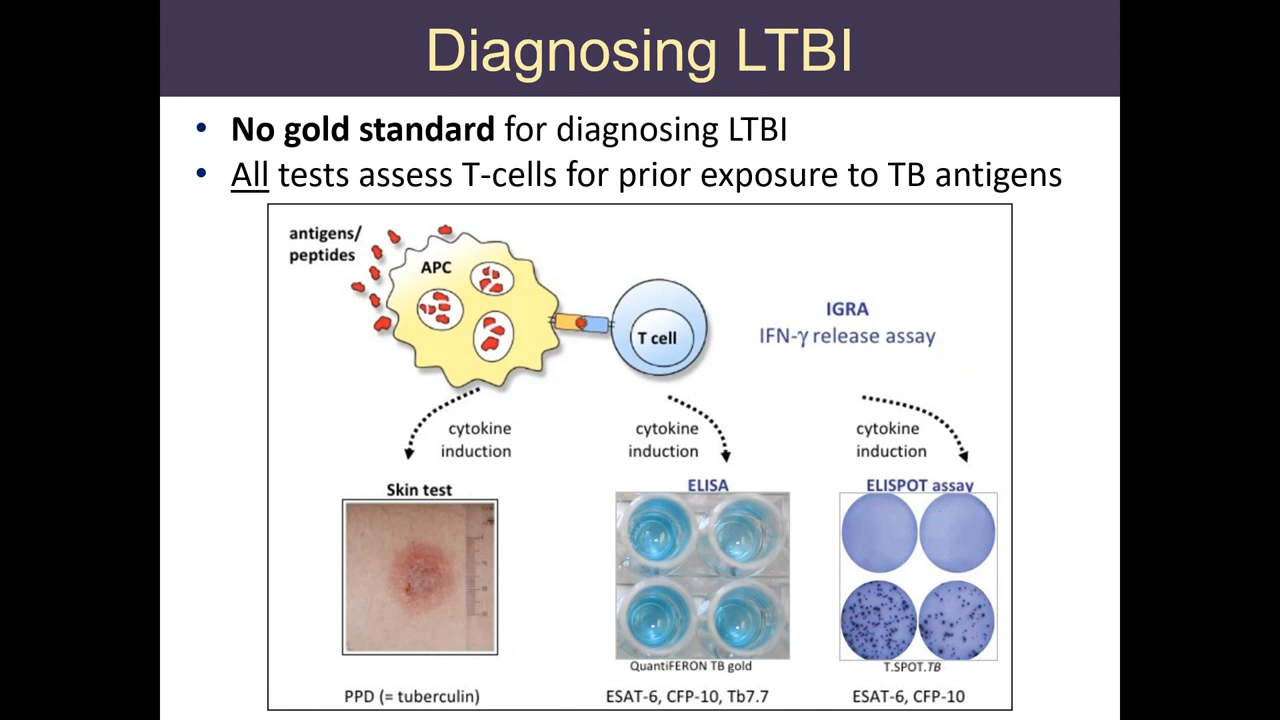 Diagnosing LTBI
• No gold standard for diagnosing LTBI
• All tests assess T-cells for prior exposure to TB antigens
antigens/
peptides
APC
T cell
IGRA
IFN-γ release assay
cytokine
induction
cytokine
induction
cytokine
induction
Skin test
ELISA
ELISPOT assay
QuantiFERON TB gold
T.SPOT.TB
PPD (= tuberculin)
ESAT-6, CFP-10, Tb7.7
ESAT-6, CFP-10